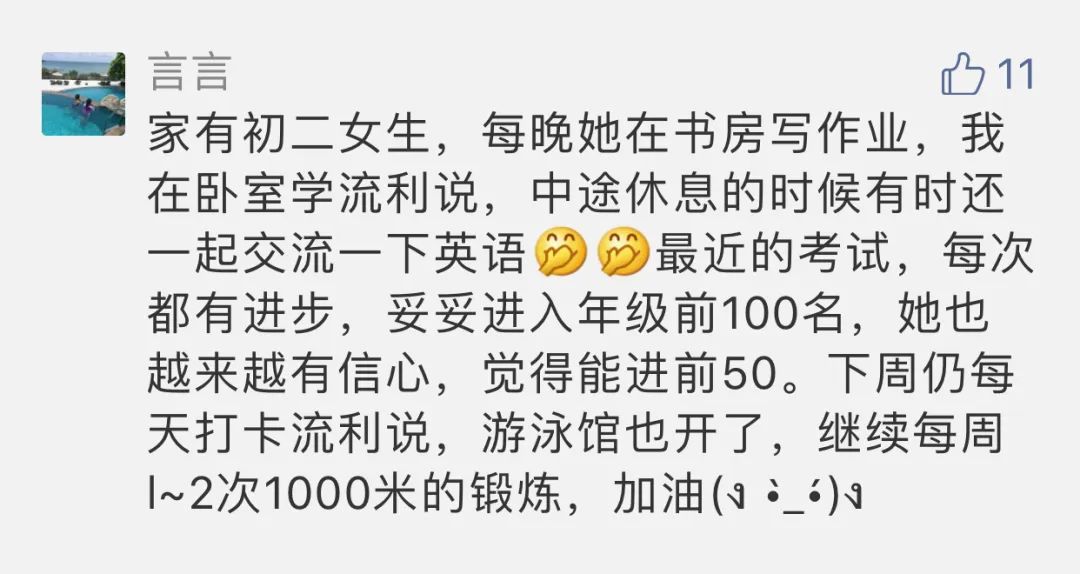 言言
11
家有初二女生，每晚她在书房写作业，我
在卧室学流利说，中途休息的时候有时还
一起交流一下英语🤭🤭最近的考试，每次
都有进步，妥妥进入年级前100名，她也
越来越有信心，觉得能进前50。下周仍每
天打卡流利说，游泳馆也开了，继续每周
l~2次1000米的锻炼，加油(ง •̀_•́)ง